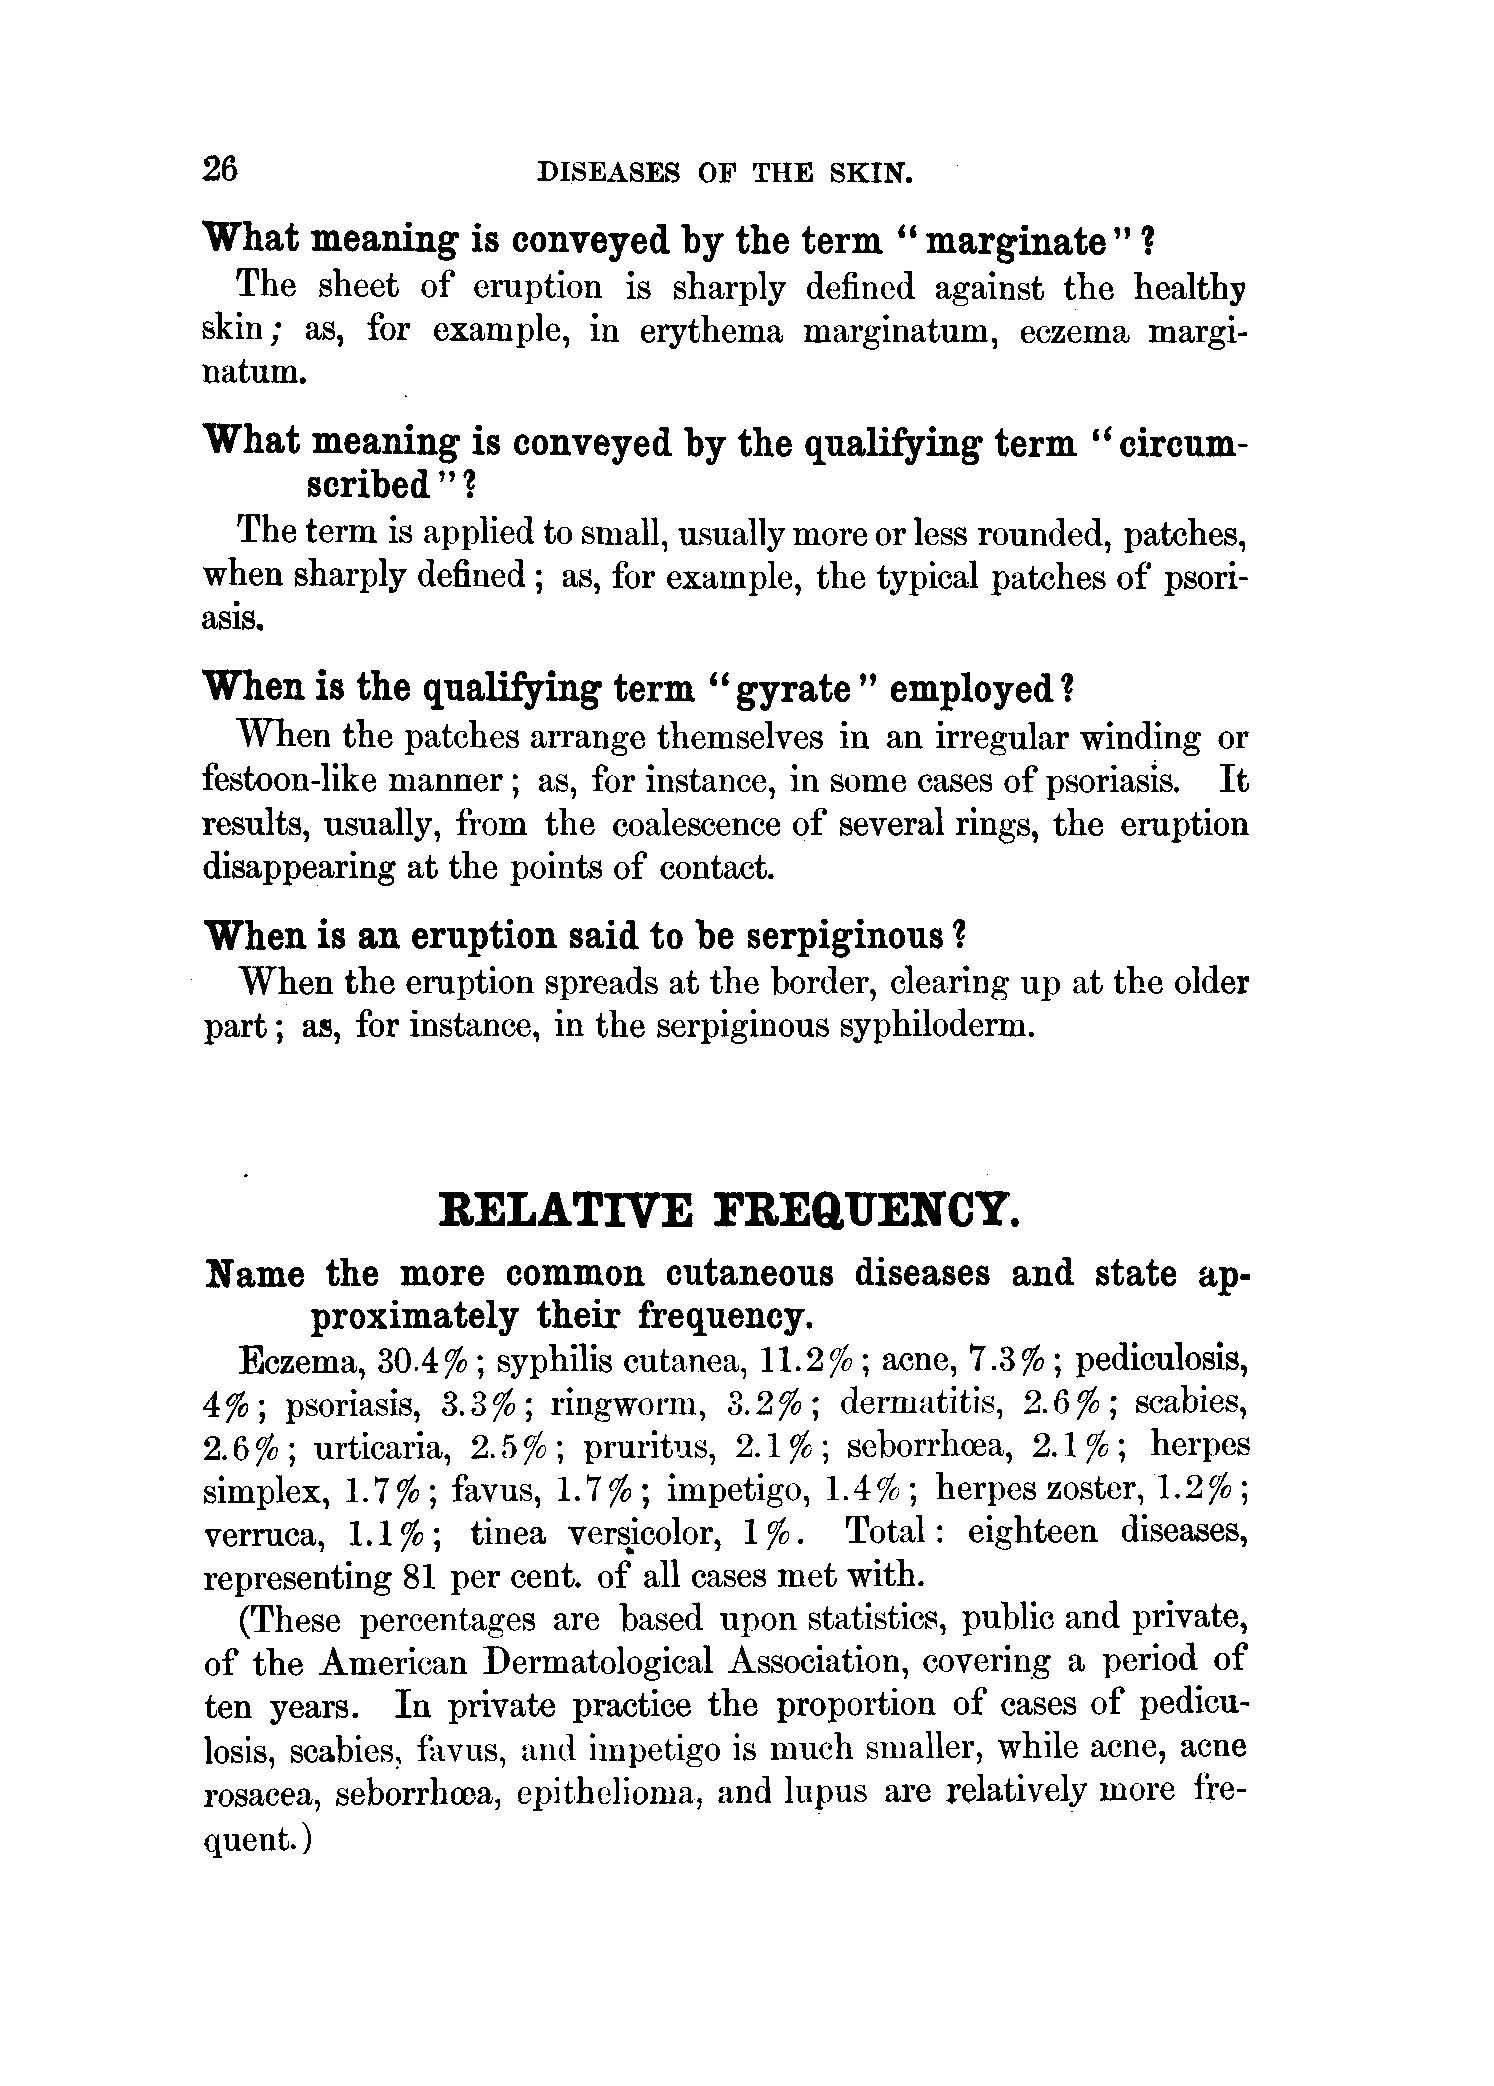 26 DISEASES OF THE SKIN.
What meaning is conveyed by the term "marginate"?
The sheet of eruption is sharply defined against the healthy
skin; as, for example, in erythema marginatum, eczema margi-
natum.
What meaning is conveyed by the qualifying term "circum-
scribed"?
The term is applied to small, usually more or less rounded, patches,
when sharply defined; as, for example, the typical patches of psori-
asis.
When is the qualifying term "gyrate" employed?
When the patches arrange themselves in an irregular winding or
festoon-like manner; as, for instance, in some cases of psoriasis. It
results, usually, from the coalescence of several rings, the eruption
disappearing at the points of contact.
When is an eruption said to be serpiginous?
When the eruption spreads at the border, clearing up at the older
part; as, for instance, in the serpiginous syphiloderm.
RELATIVE FREQUENCY.
Name the more common cutaneous diseases and state ap-
proximately their frequency.
Eczema, 30.4%; syphilis cutanea, 11.2%; acne, 7.3%; pediculosis,
4%; psoriasis, 3.3%; ringworm, 3.2%; dermatitis, 2.6%; scabies,
2.6%; urticaria, 2.5%; pruritus, 2.1%; seborrhœa, 2.1%; herpes
simplex, 1.7%; favus, 1.7%; impetigo, 1.4%; herpes zoster, 1.2%;
verruca, 1.1%; tinea versicolor, 1%. Total: eighteen diseases,
representing 81 per cent. of all cases met with.
(These percentages are based upon statistics, public and private,
of the American Dermatological Association, covering a period of
ten years. In private practice the proportion of cases of pedicu-
losis, scabies, favus, and impetigo is much smaller, while acne, acne
rosacea, seborrhœa, epithelioma, and lupus are relatively more fre-
quent.)